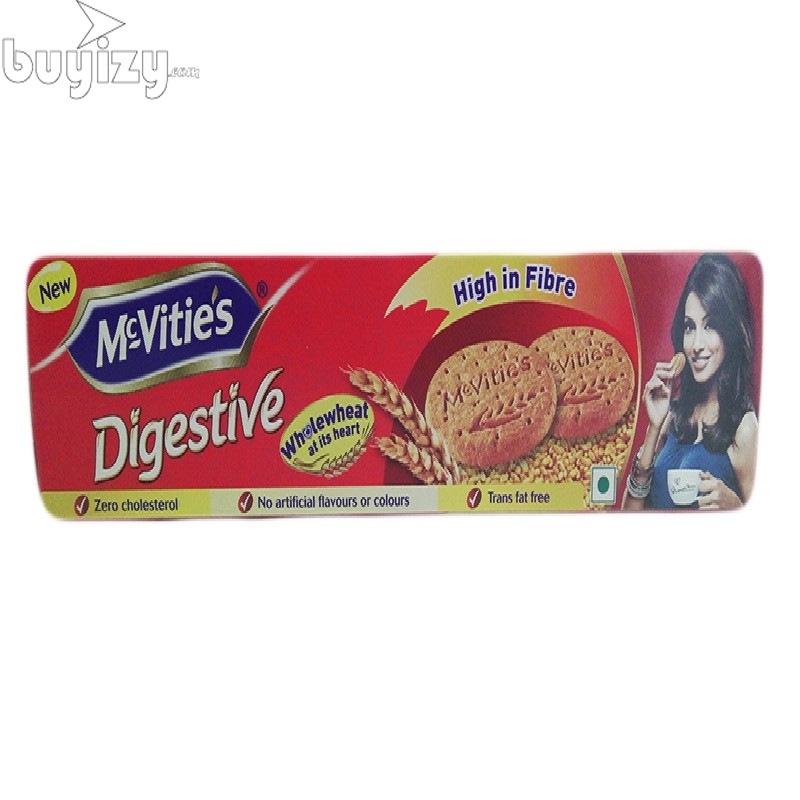 buyizy.com
New
McVitie's ®
Digestive
Wholewheat
at its heart
High in Fibre
McVitie's
McVitie's
Zero cholesterol
No artificial flavours or colours
Trans fat free